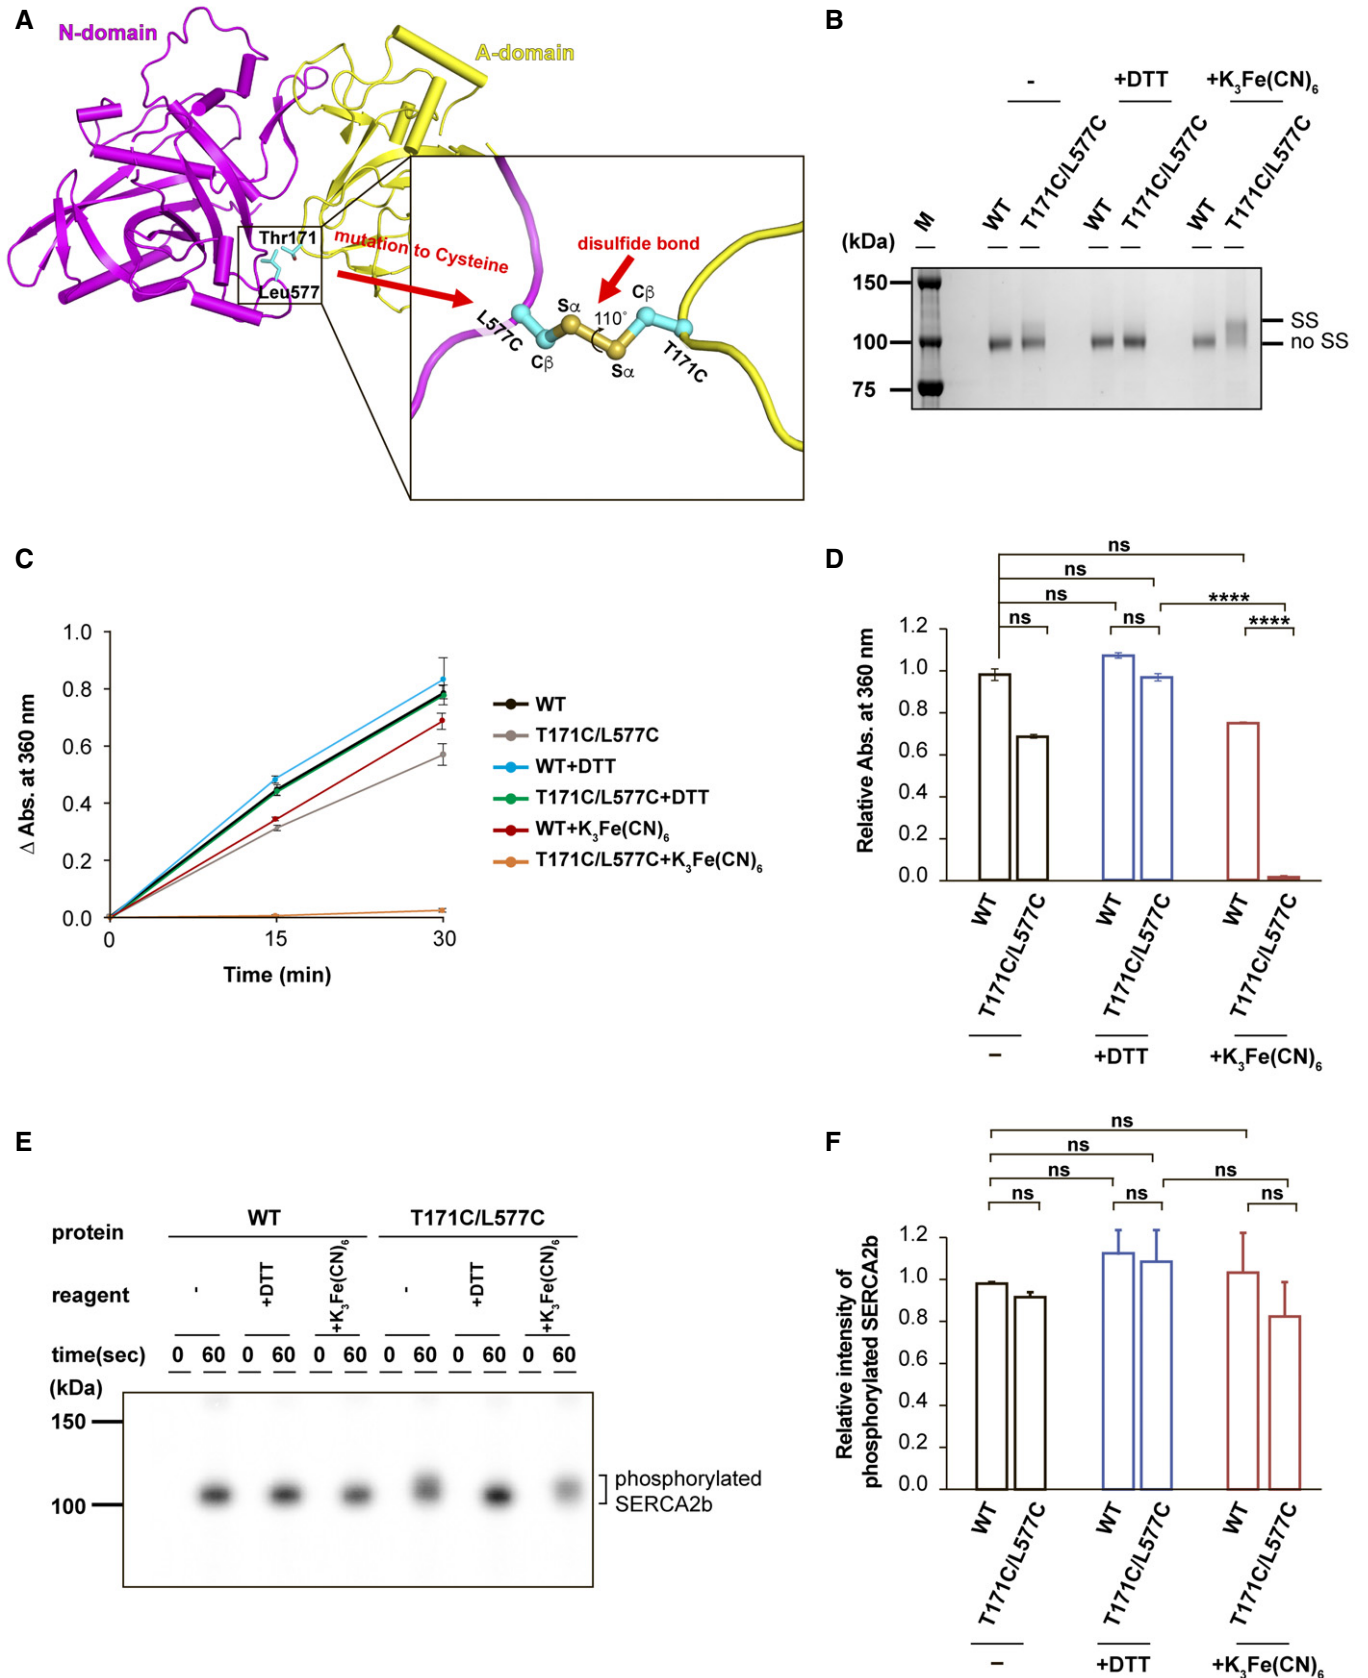 A
N-domain
A-domain
Thr171
Leu577
mutation to Cysteine
disulfide bond
L577C
Cβ
Sα
110°
Sα
Cβ
T171C
B
- +DTT +K₃Fe(CN)₆
M WT T171C/L577C WT T171C/L577C WT T171C/L577C
(kDa)
150
100
75
SS
no SS
C
Δ Abs. at 360 nm
1.0
0.8
0.6
0.4
0.2
0.0
0 15 30
Time (min)
WT
T171C/L577C
WT+DTT
T171C/L577C+DTT
WT+K₃Fe(CN)₆
T171C/L577C+K₃Fe(CN)₆
D
ns
ns
ns **** 
ns ns ****
Relative Abs. at 360 nm
1.2
1.0
0.8
0.6
0.4
0.2
0.0
WT T171C/L577C WT T171C/L577C WT T171C/L577C
– +DTT +K₃Fe(CN)₆
E
protein WT T171C/L577C
reagent - +DTT +K₃Fe(CN)₆ - +DTT +K₃Fe(CN)₆
time(sec) 0 60 0 60 0 60 0 60 0 60 0 60
(kDa)
150
100
phosphorylated
SERCA2b
F
ns
ns
ns ns
ns ns ns
Relative intensity of
phosphorylated SERCA2b
1.2
1.0
0.8
0.6
0.4
0.2
0.0
WT T171C/L577C WT T171C/L577C WT T171C/L577C
– +DTT +K₃Fe(CN)₆